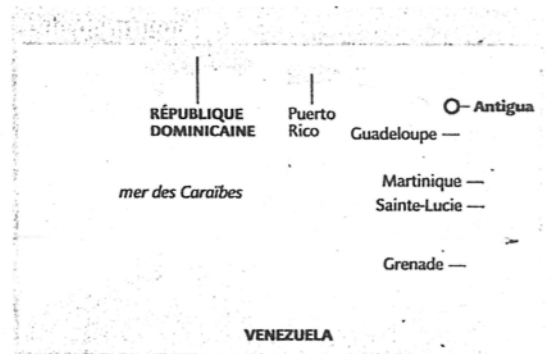 RÉPUBLIQUE
DOMINICAINE
Puerto
Rico
Antigua
Guadeloupe
mer des Caraïbes
Martinique
Sainte-Lucie
Grenade
VENEZUELA